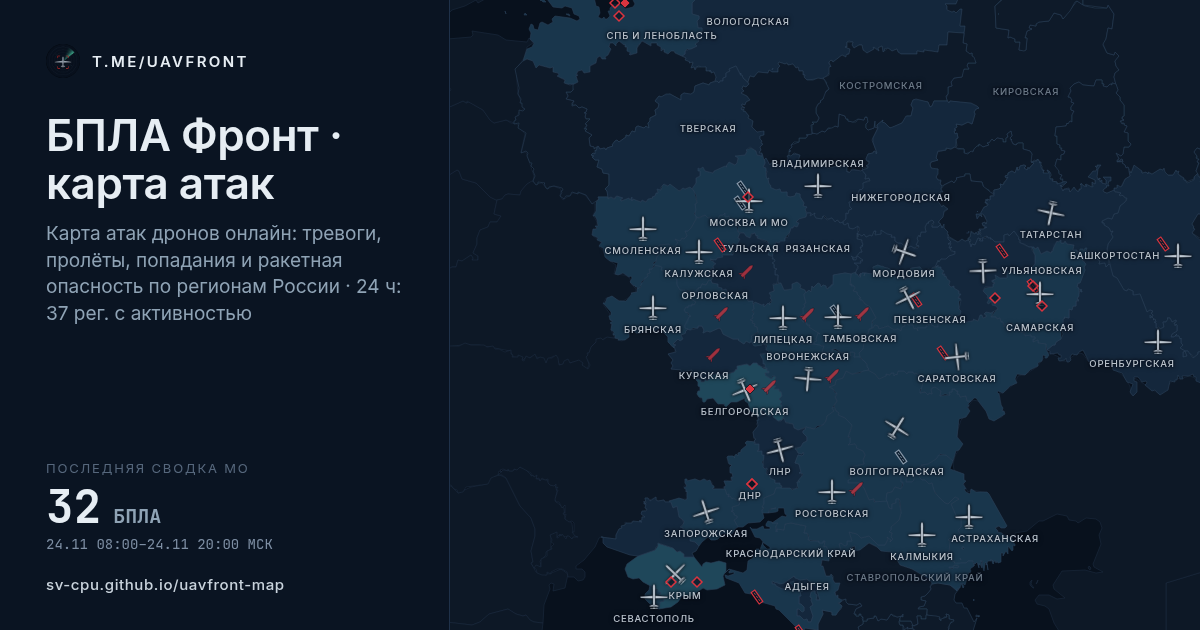 T.ME/UAVFRONT
БПЛА Фронт ·
карта атак
Карта атак дронов онлайн: тревоги,
пролёты, попадания и ракетная
опасность по регионам России · 24 ч:
37 рег. с активностью
ПОСЛЕДНЯЯ СВОДКА МО
32 БПЛА
24.11 08:00–24.11 20:00 МСК
sv-cpu.github.io/uavfront-map
ВОЛОГОДСКАЯ
СПБ И ЛЕНОБЛАСТЬ
КОСТРОМСКАЯ
КИРОВСКАЯ
ТВЕРСКАЯ
ВЛАДИМИРСКАЯ
НИЖЕГОРОДСКАЯ
МОСКВА И МО
ТАТАРСТАН
СМОЛЕНСКАЯ
ТУЛЬСКАЯ
РЯЗАНСКАЯ
БАШКОРТОСТАН
КАЛУЖСКАЯ
МОРДОВИЯ
УЛЬЯНОВСКАЯ
ОРЛОВСКАЯ
БРЯНСКАЯ
ПЕНЗЕНСКАЯ
САМАРСКАЯ
ЛИПЕЦКАЯ
ТАМБОВСКАЯ
ВОРОНЕЖСКАЯ
ОРЕНБУРГСКАЯ
КУРСКАЯ
САРАТОВСКАЯ
БЕЛГОРОДСКАЯ
ЛНР
ВОЛГОГРАДСКАЯ
ДНР
РОСТОВСКАЯ
ЗАПОРОЖСКАЯ
АСТРАХАНСКАЯ
КРАСНОДАРСКИЙ КРАЙ
КАЛМЫКИЯ
СТАВРОПОЛЬСКИЙ КРАЙ
АДЫГЕЯ
КРЫМ
СЕВАСТОПОЛЬ